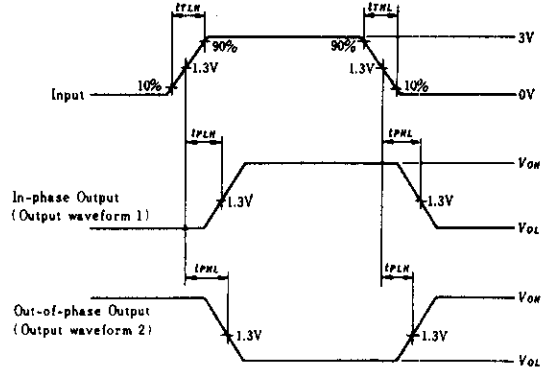 tTLH tTHL
90% 90% 3V
1.3V 1.3V
10% 10%
Input 0V
tPLH tPHL
VOH
In-phase Output
(Output waveform 1)
1.3V 1.3V
VOL
tPHL tPLH
VOH
Out-of-phase Output
(Output waveform 2)
1.3V 1.3V
VOL